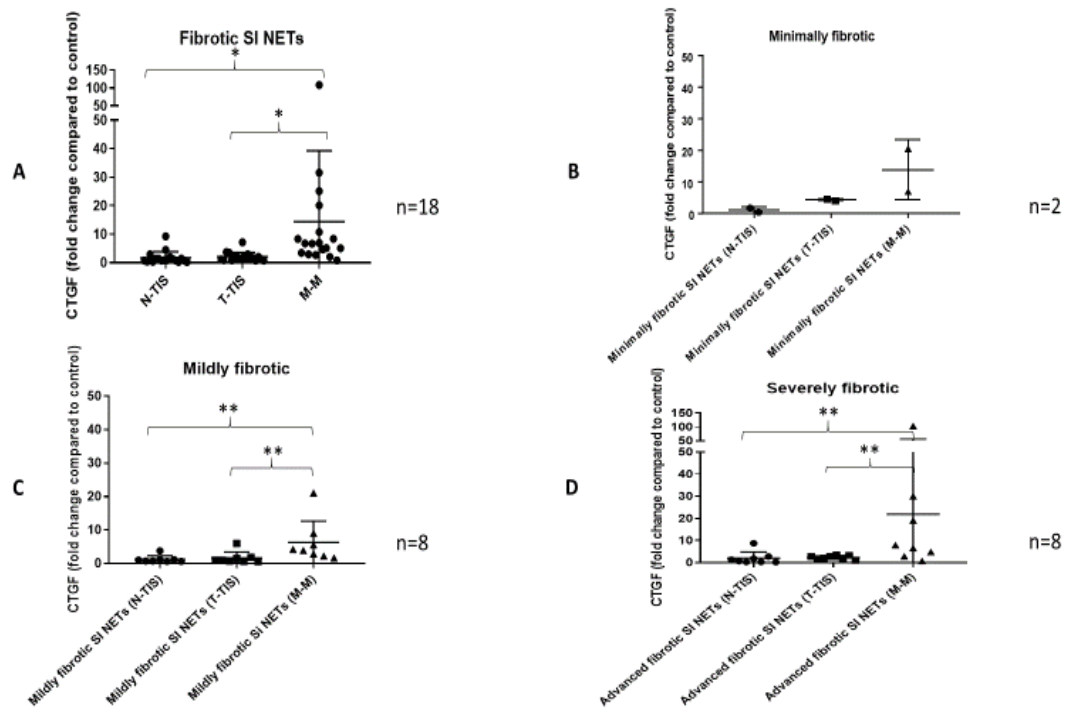 A
Fibrotic SI NETs
CTGF (fold change compared to control)
150
100
50
50
40
30
20
10
0
*
*
N-TIS
T-TIS
M-M
n=18
B
Minimally fibrotic
CTGF (fold change compared to control)
50
40
30
20
10
0
Minimally fibrotic SI NETs (N-TIS)
Minimally fibrotic SI NETs (T-TIS)
Minimally fibrotic SI NETs (M-M)
n=2
C
Mildly fibrotic
CTGF (fold change compared to control)
50
40
30
20
10
0
**
**
Mildly fibrotic SI NETs (N-TIS)
Mildly fibrotic SI NETs (T-TIS)
Mildly fibrotic SI NETs (M-M)
n=8
D
Severely fibrotic
CTGF (fold change compared to control)
150
100
50
50
40
30
20
10
0
**
**
Advanced fibrotic SI NETs (N-TIS)
Advanced fibrotic SI NETs (T-TIS)
Advanced fibrotic SI NETs (M-M)
n=8